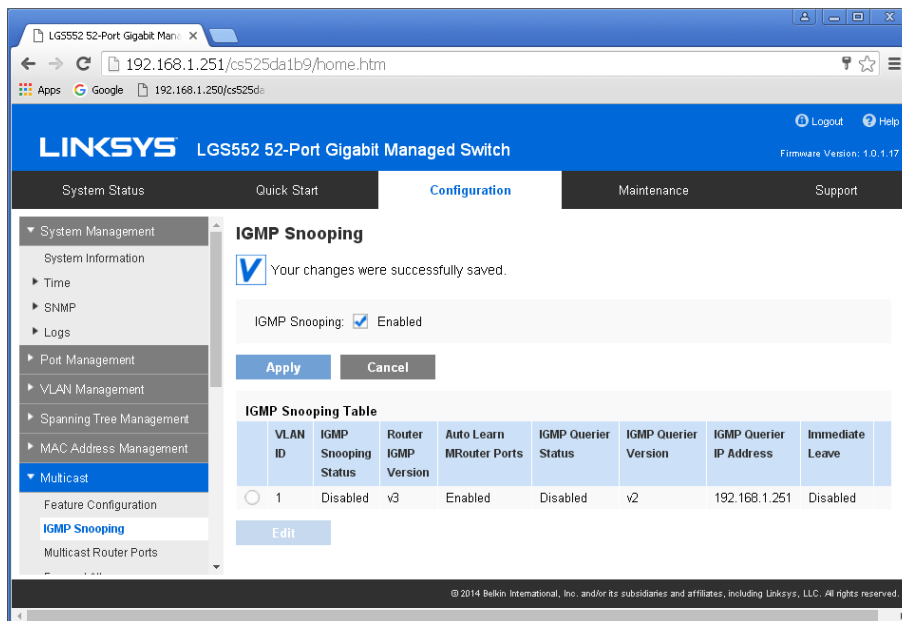 LGS552 52-Port Gigabit Mana
192.168.1.251/cs525da1b9/home.htm
Apps Google 192.168.1.250/cs525da
Logout Help
LINKSYS LGS552 52-Port Gigabit Managed Switch
Firmware Version: 1.0.1.17
System Status Quick Start Configuration Maintenance Support
System Management
System Information
Time
SNMP
Logs
Port Management
VLAN Management
Spanning Tree Management
MAC Address Management
Multicast
Feature Configuration
IGMP Snooping
Multicast Router Ports
IGMP Snooping
Your changes were successfully saved.
IGMP Snooping: Enabled
Apply Cancel
IGMP Snooping Table
VLAN ID IGMP Snooping Status Router IGMP Version Auto Learn MRouter Ports IGMP Querier Status IGMP Querier Version IGMP Querier IP Address Immediate Leave
1 Disabled v3 Enabled Disabled v2 192.168.1.251 Disabled
Edit
© 2014 Belkin International, Inc. and/or its subsidiaries and affiliates, including Linksys, LLC. All rights reserved.